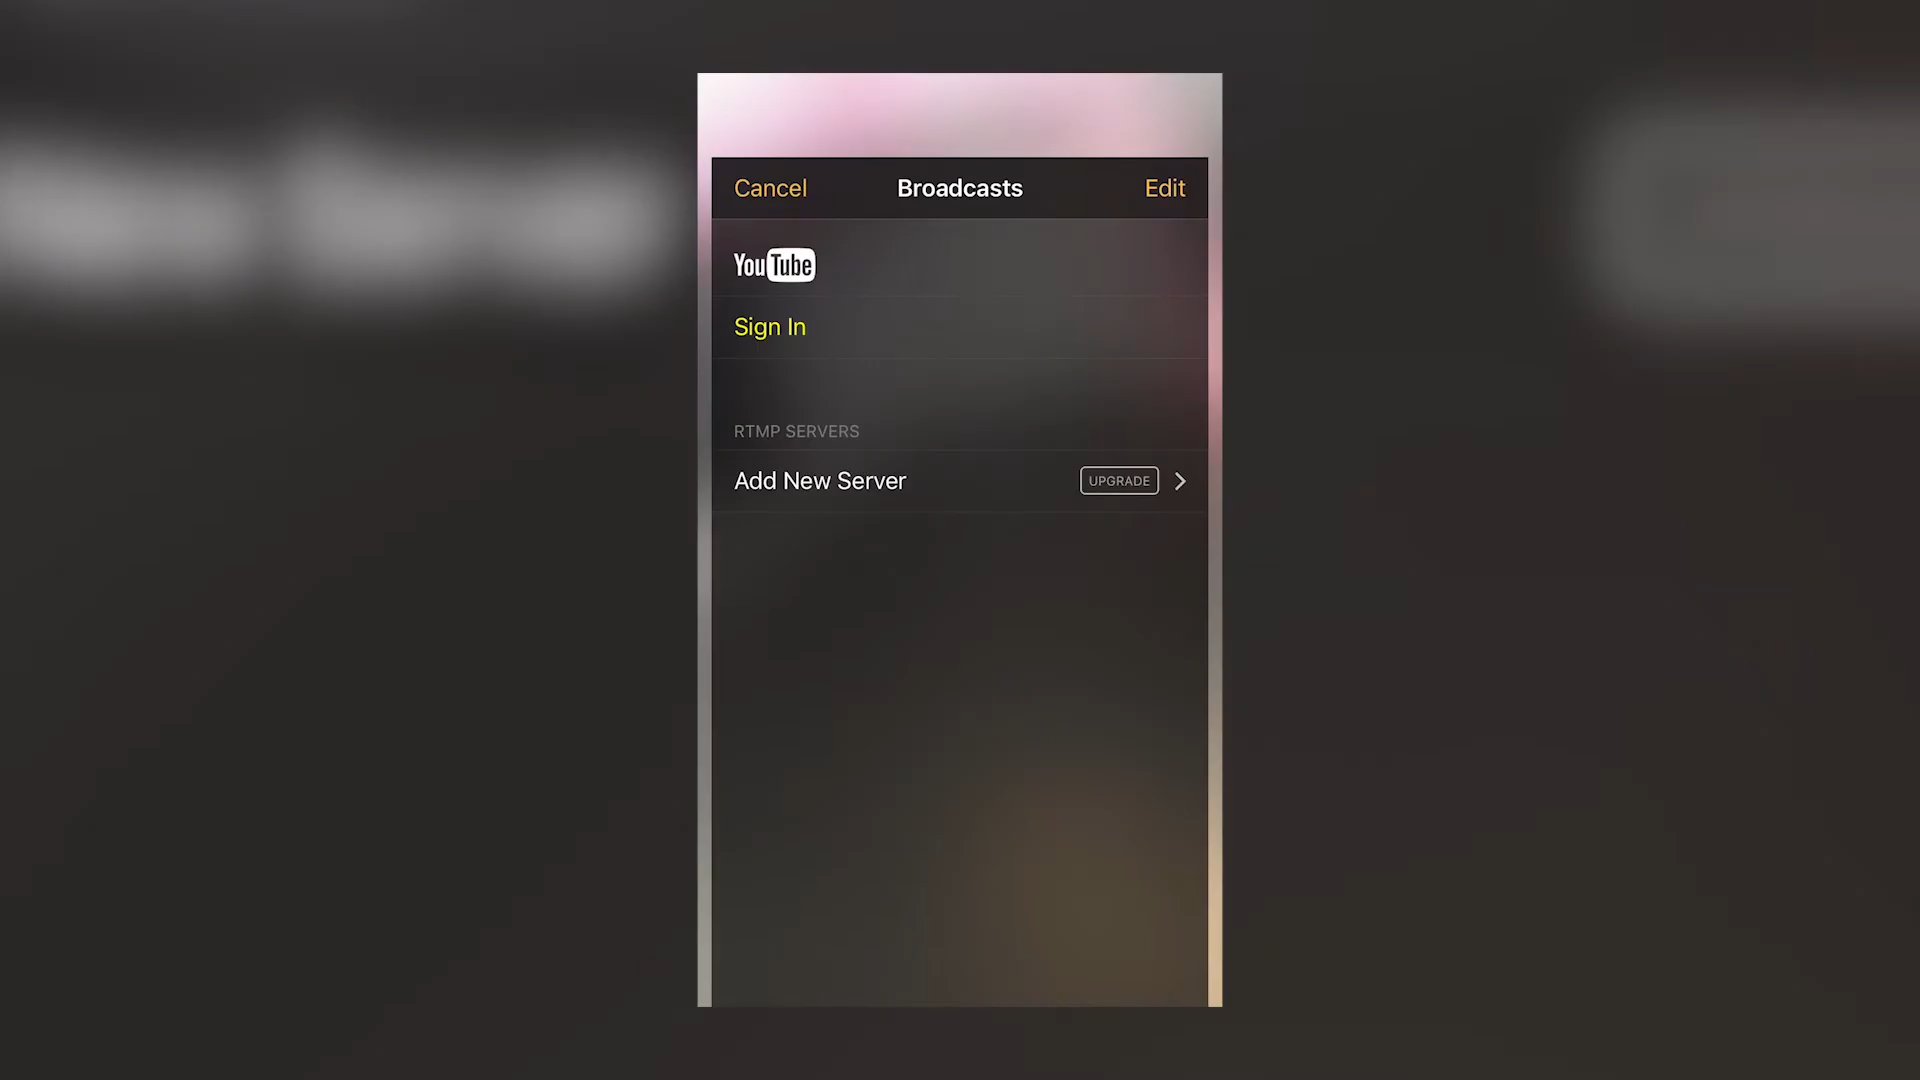 Cancel Broadcasts Edit
YouTube
Sign In
RTMP SERVERS
Add New Server UPGRADE